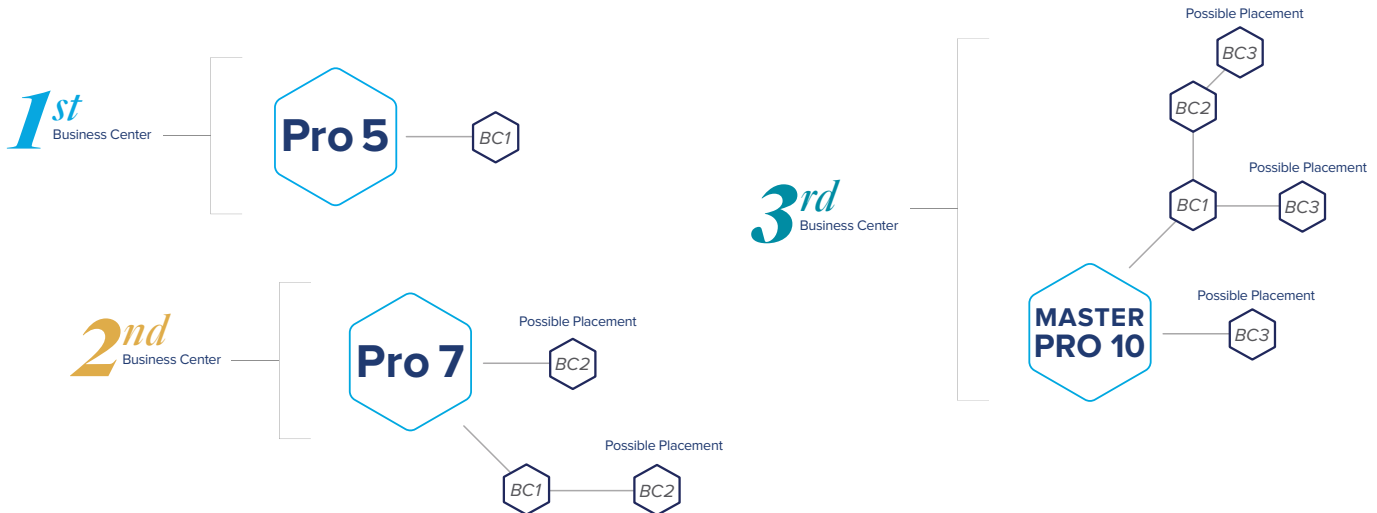 1st
Business Center
Pro 5
BC1
2nd
Business Center
Pro 7
Possible Placement
BC2
BC1
Possible Placement
BC2
3rd
Business Center
Possible Placement
BC3
BC2
BC1
Possible Placement
BC3
MASTER
PRO 10
Possible Placement
BC3